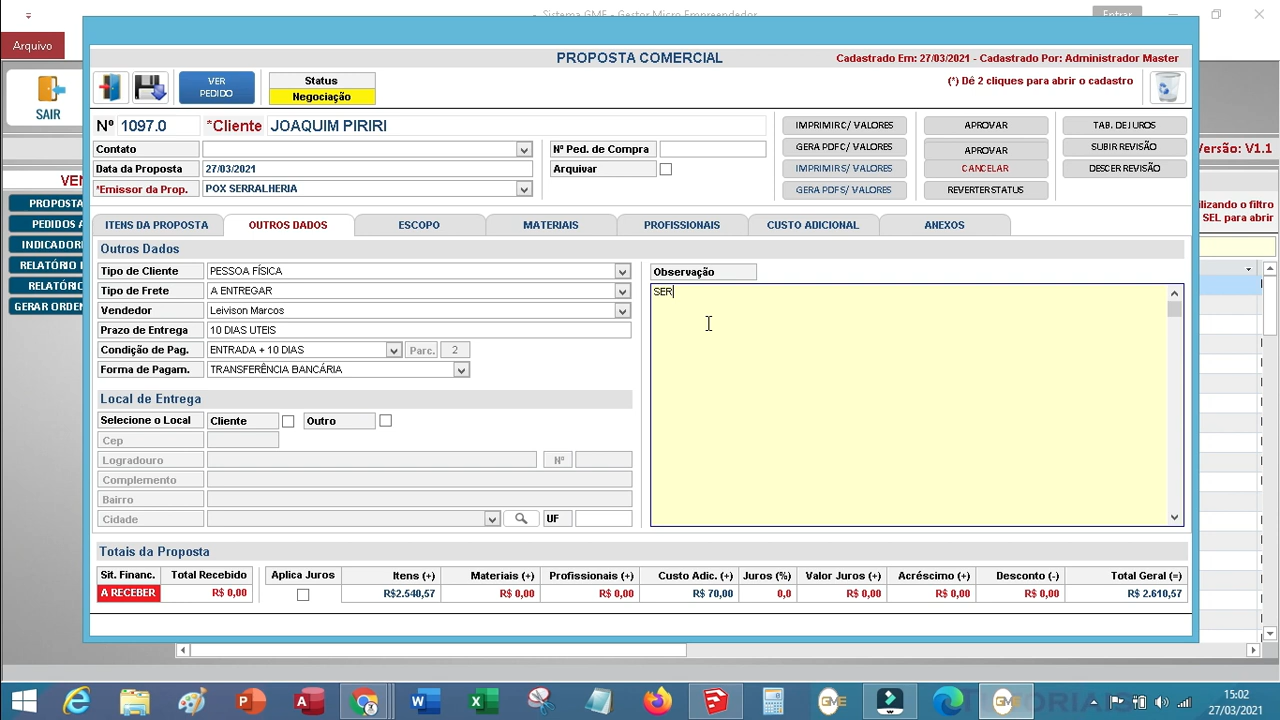 Sistema GME - Gestor Micro Empreendedor
Entrar
Arquivo
SAIR
PROPOSTA COMERCIAL
Cadastrado Em: 27/03/2021 - Cadastrado Por: Administrador Master
VER PEDIDO
Status
Negociação
(*) Dé 2 cliques para abrir o cadastro
Nº 1097.0 *Cliente JOAQUIM PIRIRI
Contato
Nº Ped. de Compra
Data da Proposta 27/03/2021
Arquivar
*Emissor da Prop. POX SERRALHERIA
IMPRIMIR C/ VALORES
GERA PDF C/ VALORES
IMPRIMIR S/ VALORES
GERA PDF S/ VALORES
APROVAR
APROVAR
CANCELAR
REVERTER STATUS
TAB. DE JUROS
SUBIR REVISÃO
DESCER REVISÃO
Versão: V1.1
VEN
PROPOSTA
PEDIDOS A
INDICADOR
RELATÓRIO
RELATÓRIO
GERAR ORDE
ilizando o filtro
SEL para abrir
ITENS DA PROPOSTA
OUTROS DADOS
ESCOPO
MATERIAIS
PROFISSIONAIS
CUSTO ADICIONAL
ANEXOS
Outros Dados
Tipo de Cliente PESSOA FÍSICA
Tipo de Frete A ENTREGAR
Vendedor Leivison Marcos
Prazo de Entrega 10 DIAS UTEIS
Condição de Pag. ENTRADA + 10 DIAS Parc. 2
Forma de Pagam. TRANSFERÊNCIA BANCÁRIA
Observação
SER
Local de Entrega
Selecione o Local Cliente Outro
Cep
Logradouro Nº
Complemento
Bairro
Cidade UF
Totais da Proposta
Sit. Financ. Total Recebido Aplica Juros Itens (+) Materiais (+) Profissionais (+) Custo Adic. (+) Juros (%) Valor Juros (+) Acréscimo (+) Desconto (-) Total Geral (=)
A RECEBER R$ 0,00 R$2.540,57 R$ 0,00 R$ 0,00 R$ 70,00 0,0 R$ 0,00 R$ 0,00 R$ 0,00 R$ 2.610,57
TUTORIAIS
15:02
27/03/2021